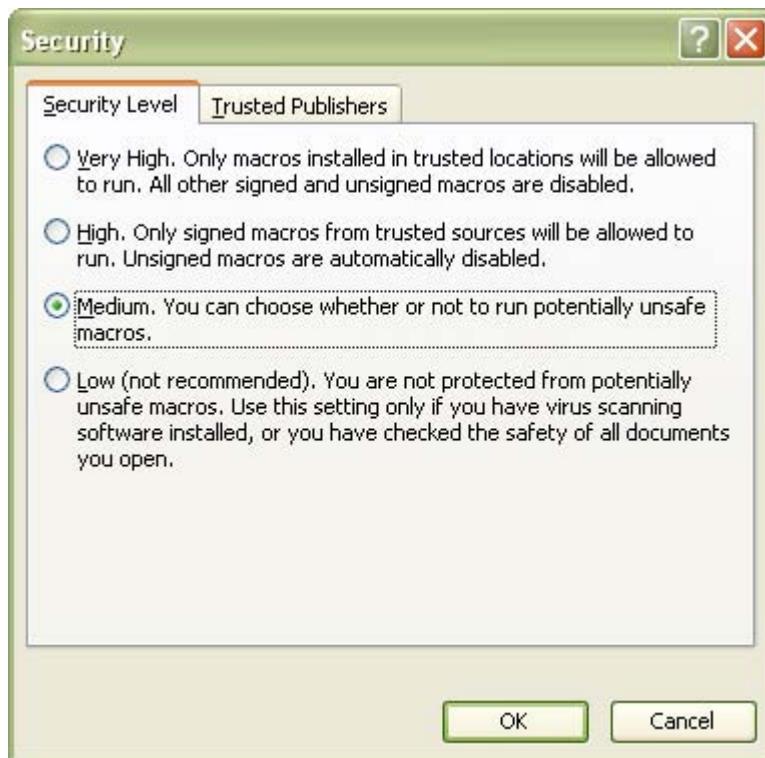 Security
Security Level
Trusted Publishers
Very High. Only macros installed in trusted locations will be allowed
to run. All other signed and unsigned macros are disabled.
High. Only signed macros from trusted sources will be allowed to
run. Unsigned macros are automatically disabled.
Medium. You can choose whether or not to run potentially unsafe
macros.
Low (not recommended). You are not protected from potentially
unsafe macros. Use this setting only if you have virus scanning
software installed, or you have checked the safety of all documents
you open.
OK
Cancel